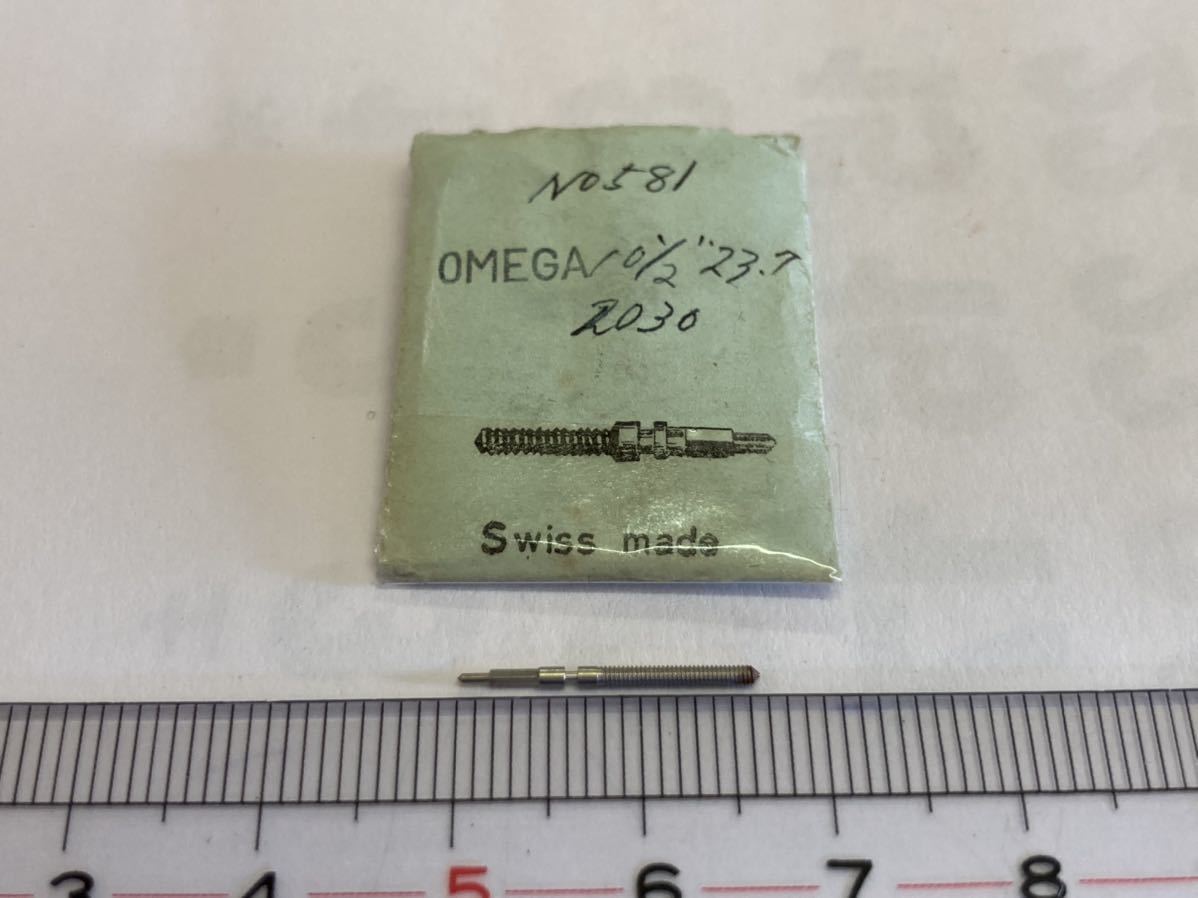 No581
OMEGA 10 1/2''' 23.7
2030
Swiss made
3 4 5 6 7 8